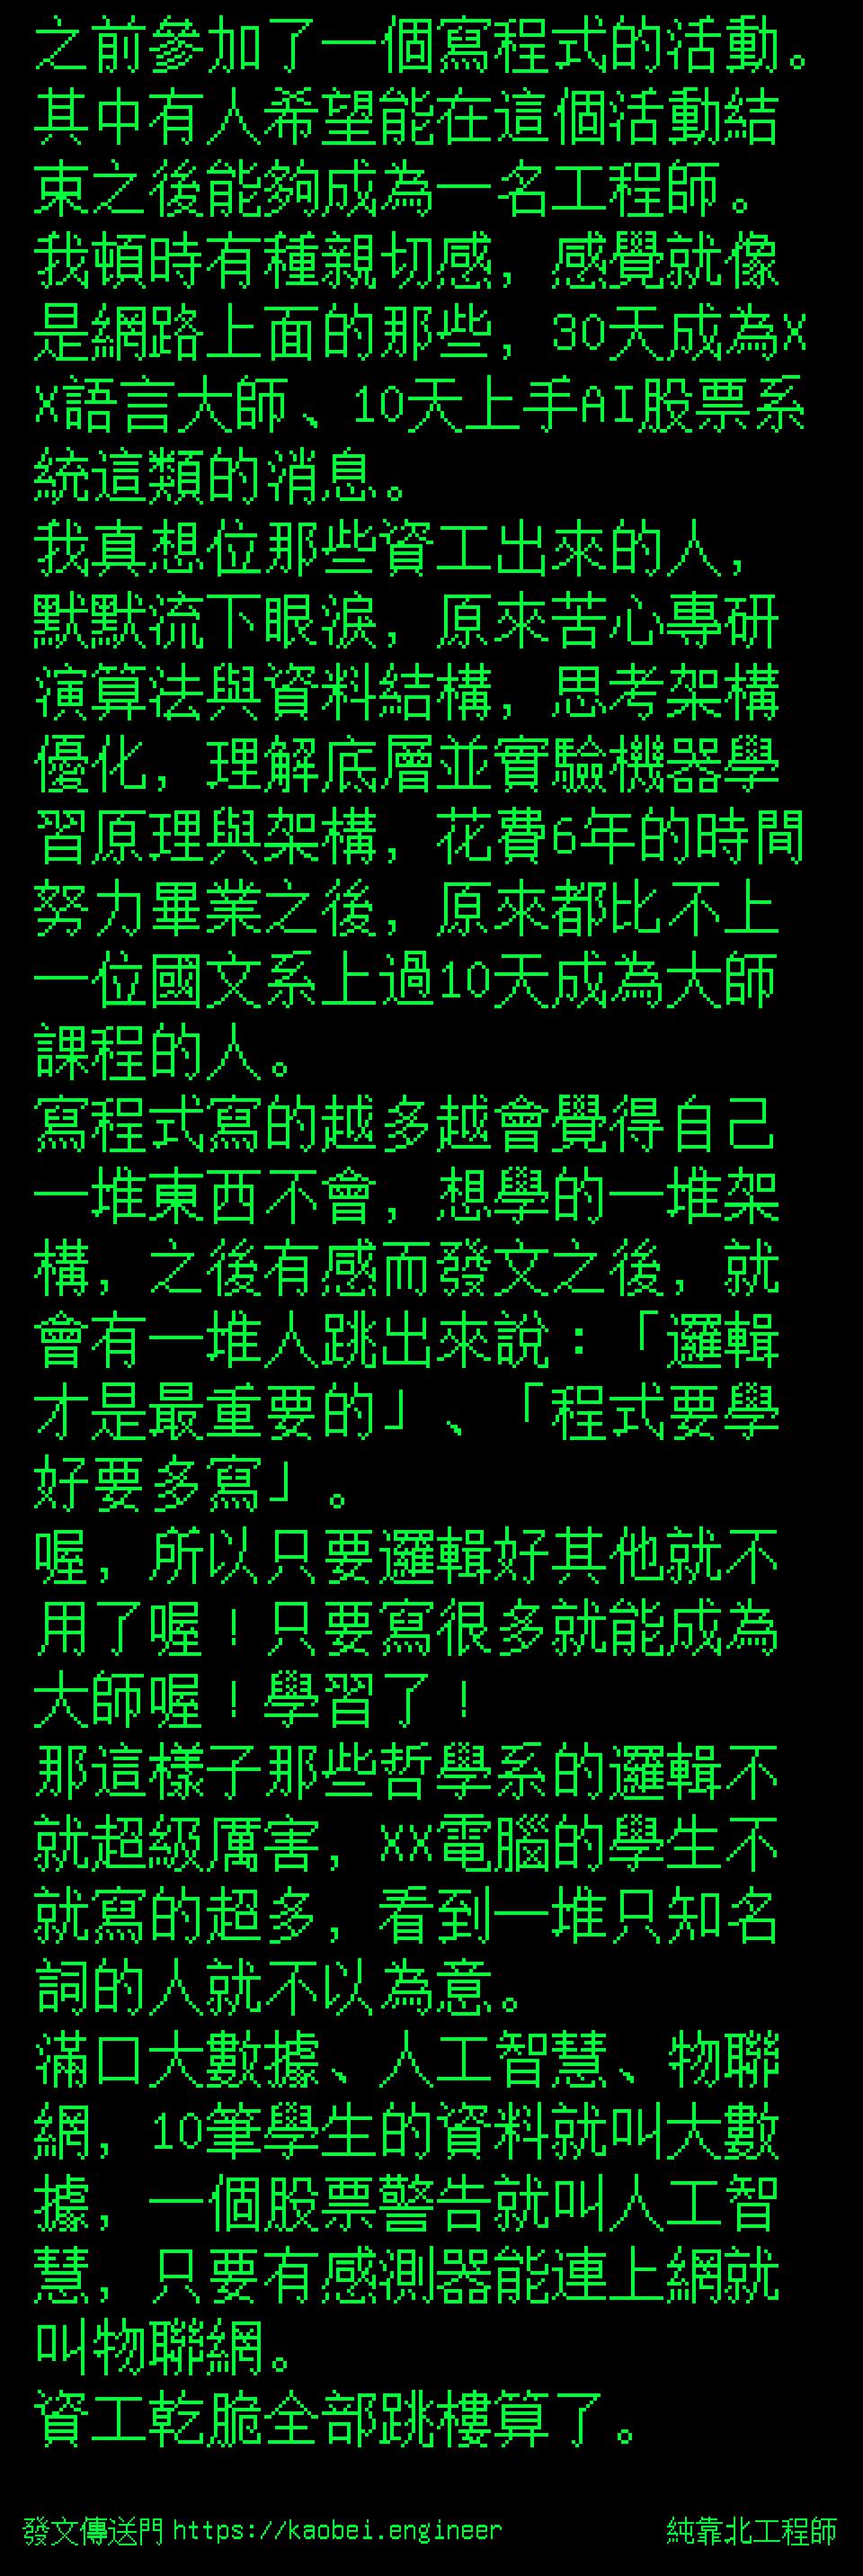 之前參加了一個寫程式的活動。
其中有人希望能在這個活動結
束之後能夠成為一名工程師。
我頓時有種親切感，感覺就像
是網路上面的那些，30天成為X
X語言大師、10天上手AI股票系
統這類的消息。
我真想位那些資工出來的人，
默默流下眼淚，原來苦心專研
演算法與資料結構，思考架構
優化，理解底層並實驗機器學
習原理與架構，花費6年的時間
努力畢業之後，原來都比不上
一位國文系上過10天成為大師
課程的人。
寫程式寫的越多越會覺得自己
一堆東西不會，想學的一堆架
構，之後有感而發文之後，就
會有一堆人跳出來說：「邏輯
才是最重要的」、「程式要學
好要多寫」。
喔，所以只要邏輯好其他就不
用了喔！只要寫很多就能成為
大師喔！學習了！
那這樣子那些哲學系的邏輯不
就超級厲害，XX電腦的學生不
就寫的超多，看到一堆只知名
詞的人就不以為意。
滿口大數據、人工智慧、物聯
網，10筆學生的資料就叫大數
據，一個股票警告就叫人工智
慧，只要有感測器能連上網就
叫物聯網。
資工乾脆全部跳樓算了。
發文傳送門 https://kaobei.engineer
純靠北工程師